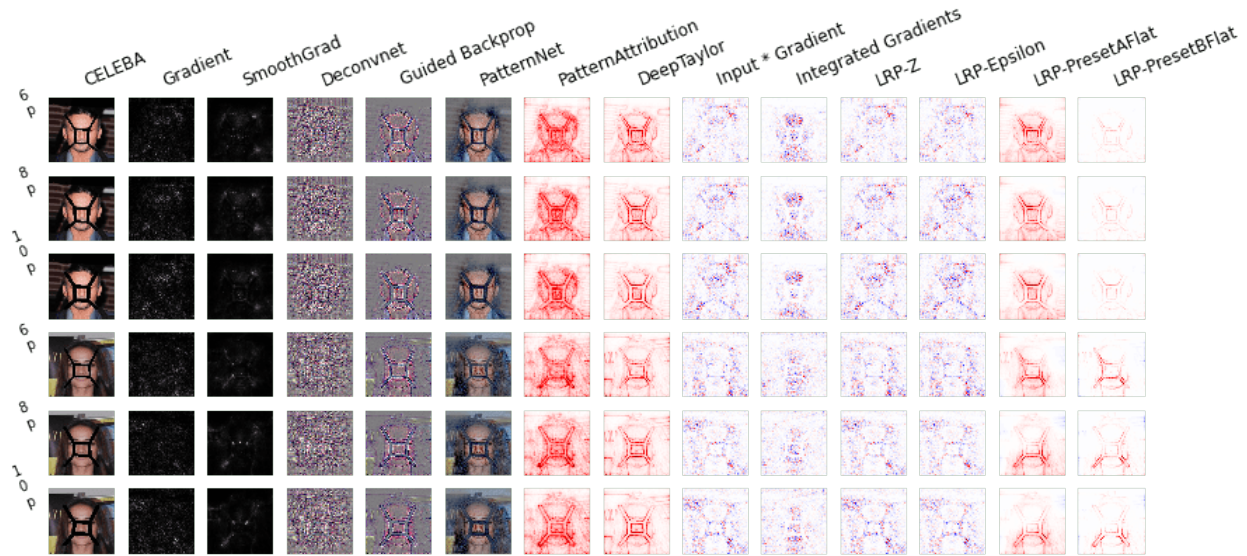 CELEBA
Gradient
SmoothGrad
Deconvnet
Guided Backprop
PatternNet
PatternAttribution
DeepTaylor
Input * Gradient
Integrated Gradients
LRP-Z
LRP-Epsilon
LRP-PresetAFlat
LRP-PresetBFlat
6p
8p
10p
6p
8p
10p